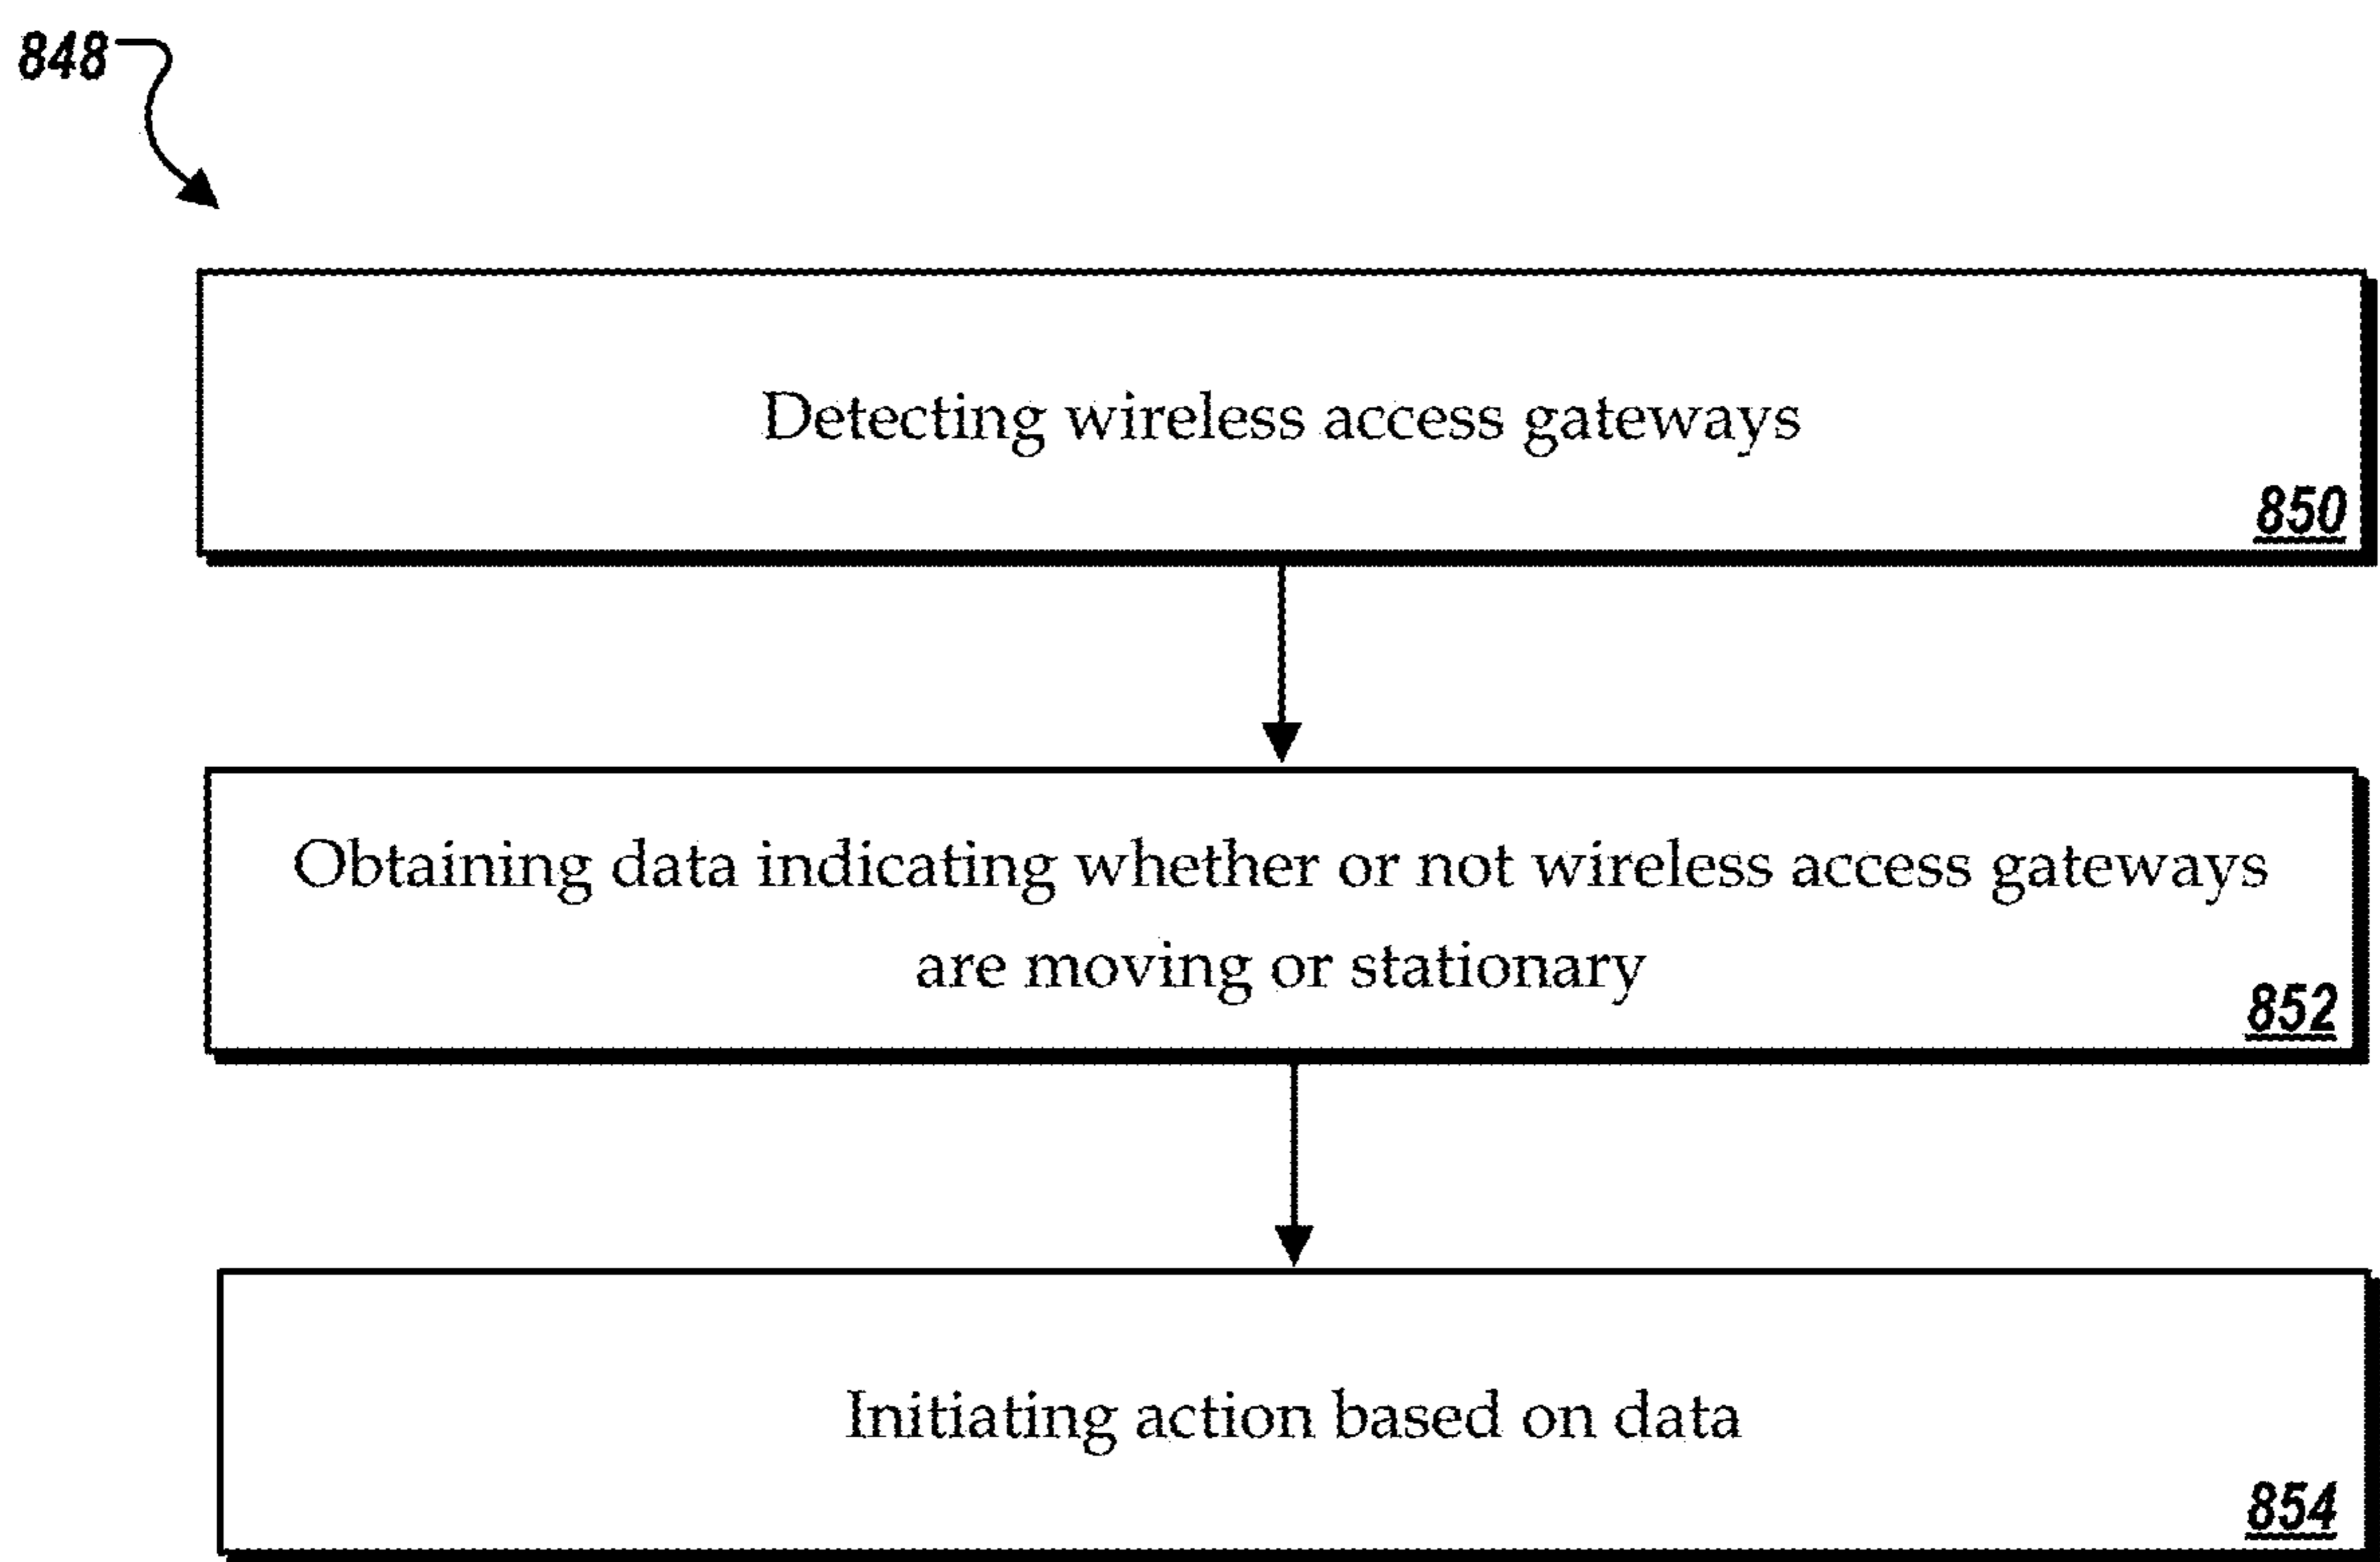 848
Detecting wireless access gateways
850
Obtaining data indicating whether or not wireless access gateways
are moving or stationary
852
Initiating action based on data
854